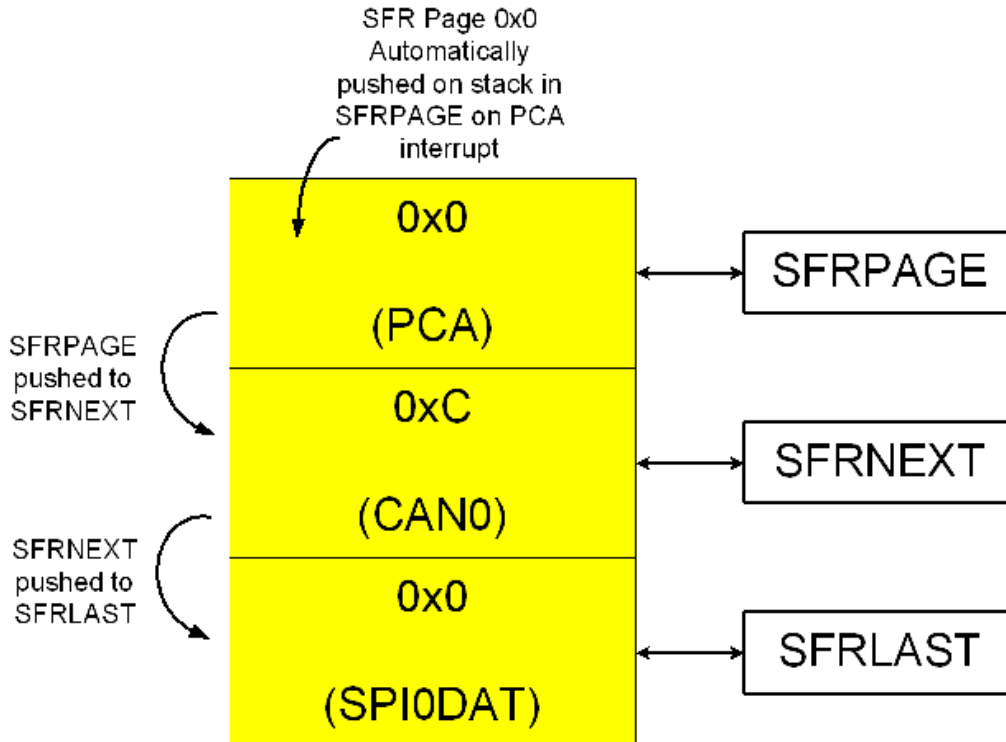 SFR Page 0x0
Automatically
pushed on stack in
SFRPAGE on PCA
interrupt
0x0
(PCA)
SFRPAGE
SFRPAGE
pushed to
SFRNEXT
0xC
(CAN0)
SFRNEXT
SFRNEXT
pushed to
SFRLAST
0x0
(SPI0DAT)
SFRLAST